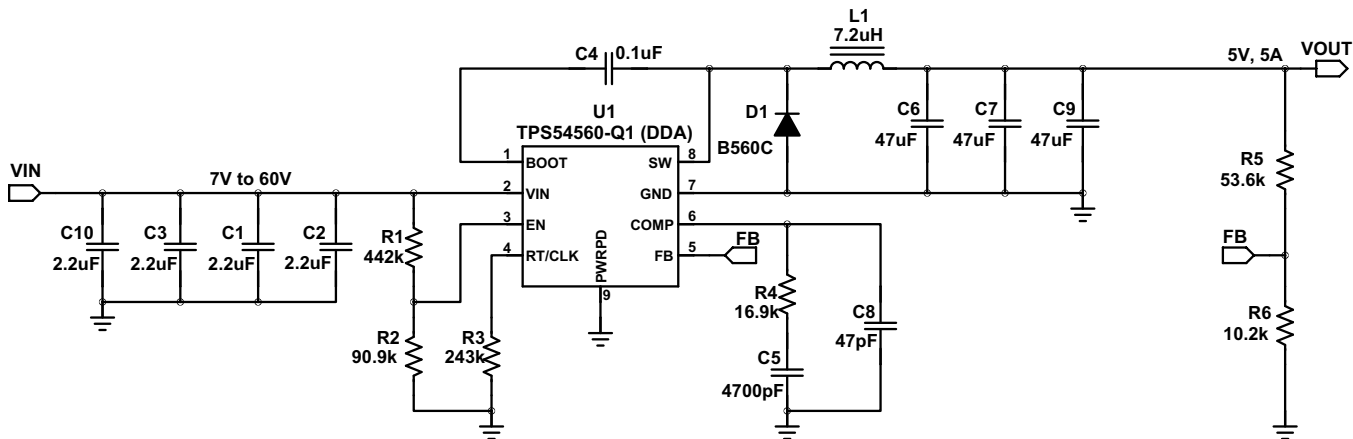 L1
7.2uH
C4
0.1uF
5V, 5A
VOUT
U1
TPS54560-Q1 (DDA)
D1
B560C
C6
47uF
C7
47uF
C9
47uF
1
BOOT
SW
8
VIN
7V to 60V
2
VIN
GND
7
3
EN
COMP
6
4
RT/CLK
FB
5
FB
PWRPD
9
C10
2.2uF
C3
2.2uF
C1
2.2uF
C2
2.2uF
R1
442k
R2
90.9k
R3
243k
R4
16.9k
C8
47pF
C5
4700pF
R5
53.6k
FB
R6
10.2k